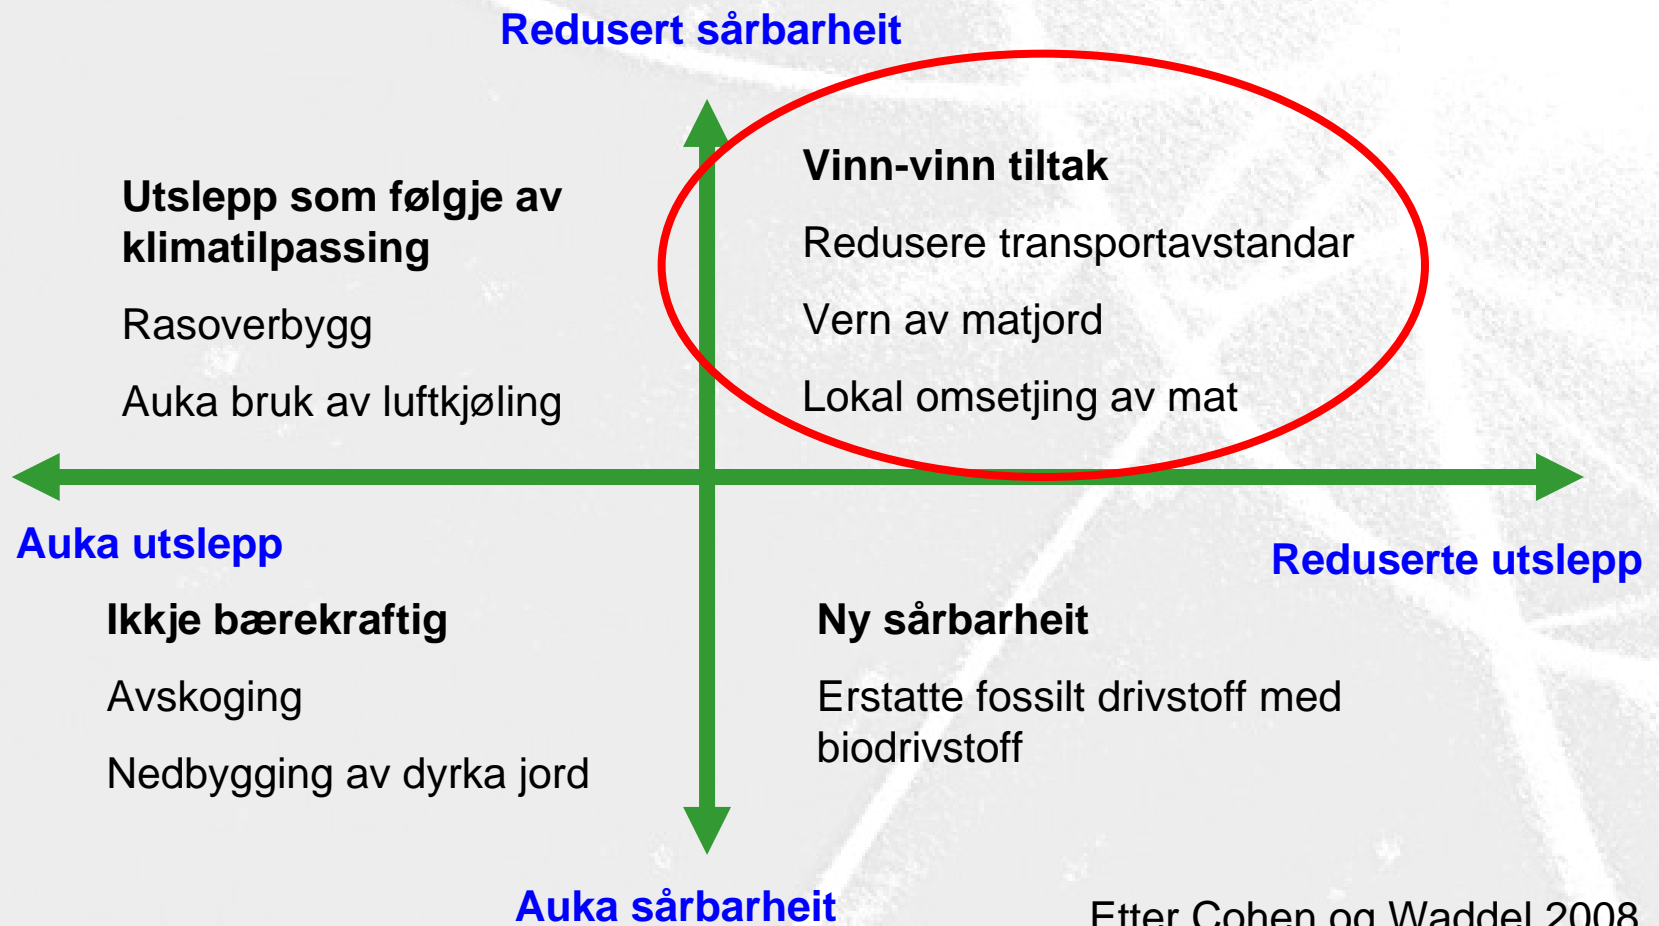 Redusert sårbarheit
Utslepp som følgje av
klimatilpassing
Rasoverbygg
Auka bruk av luftkjøling
Vinn-vinn tiltak
Redusere transportavstandar
Vern av matjord
Lokal omsetjing av mat
Auka utslepp
Reduserte utslepp
Ikkje bærekraftig
Avskoging
Nedbygging av dyrka jord
Ny sårbarheit
Erstatte fossilt drivstoff med
biodrivstoff
Auka sårbarheit
Etter Cohen og Waddel 2008